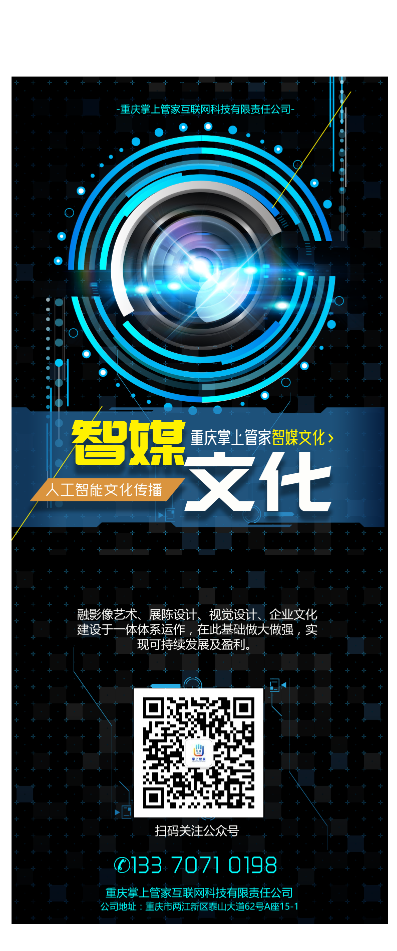 -重庆掌上管家互联网科技有限责任公司-
智媒
重庆掌上管家智媒文化›
人工智能文化传播
文化
融影像艺术、展陈设计、视觉设计、企业文化
建设于一体体系运作，在此基础做大做强，实
现可持续发展及盈利。
扫码关注公众号
✆133 7071 0198
重庆掌上管家互联网科技有限责任公司
公司地址：重庆市两江新区泰山大道62号A座15-1